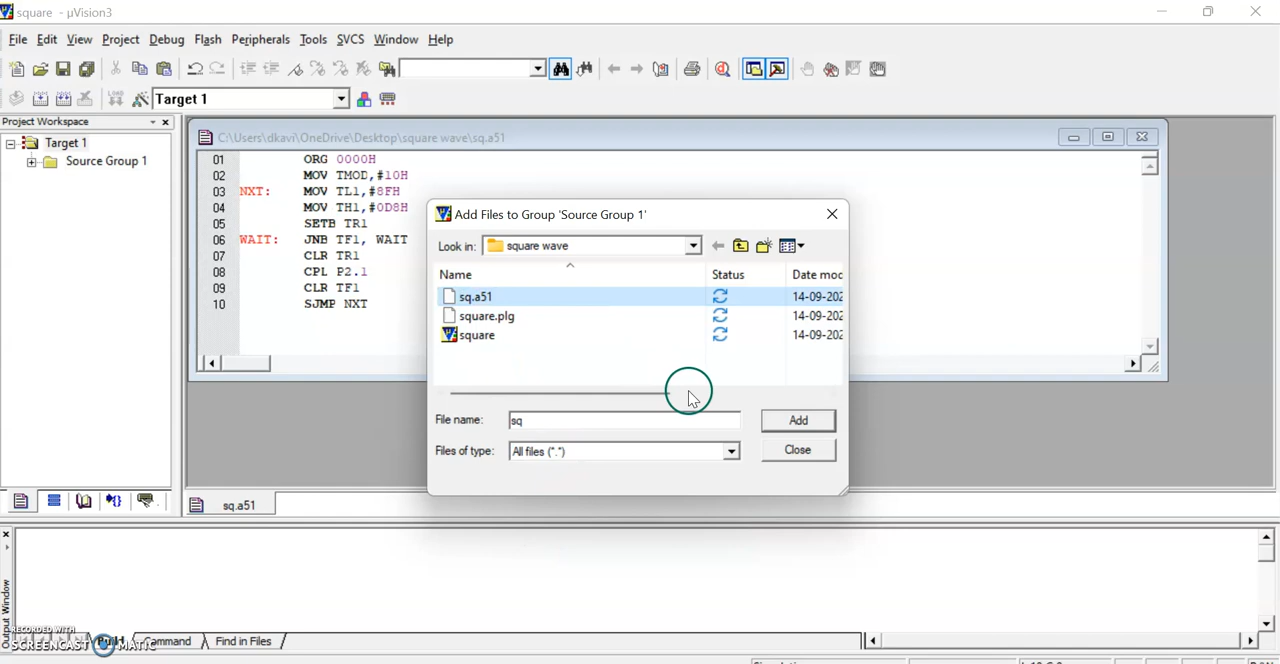 square - µVision3
File Edit View Project Debug Flash Peripherals Tools SVCS Window Help
LOAD Target 1
Project Workspace
Target 1
Source Group 1
C:\Users\dkavi\OneDrive\Desktop\square wave\sq.a51
01 ORG 0000H
02 MOV TMOD,#10H
03 NXT: MOV TL1,#8FH
04 MOV TH1,#0D8H
05 SETB TR1
06 WAIT: JNB TF1, WAIT
07 CLR TR1
08 CPL P2.1
09 CLR TF1
10 SJMP NXT
Add Files to Group 'Source Group 1'
Look in: square wave
Name Status Date mod
sq.a51 14-09-202
square.plg 14-09-202
square 14-09-202
File name: sq Add
Files of type: All files (*.*) Close
sq.a51
Output Window
RECORDED WITH
SCREENCAST MATIC
Build Command Find in Files